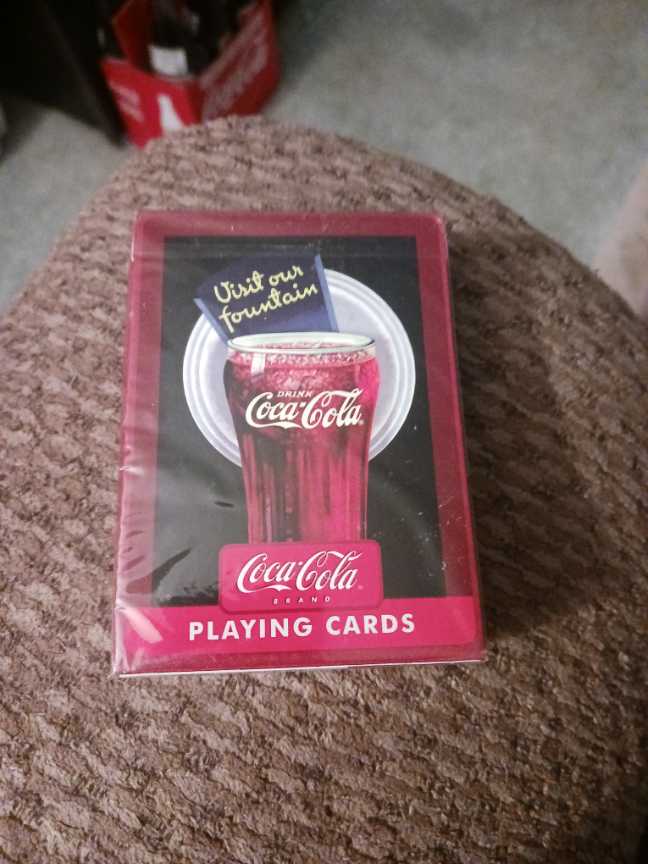 Visit our
fountain
DRINK
Coca-Cola
Coca-Cola
BRAND
PLAYING CARDS